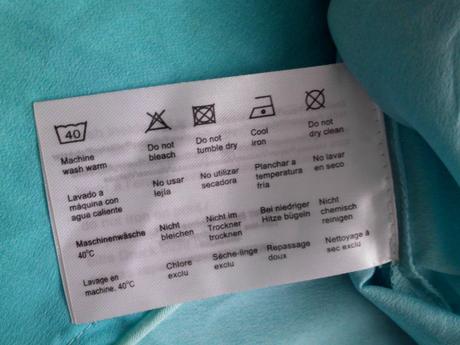 40
Machine
wash warm
Do not
bleach
Do not
tumble dry
Cool
iron
Do not
dry clean
Lavado a
máquina con
agua caliente
No usar
lejía
No utilizar
secadora
Planchar a
temperatura
fría
No lavar
en seco
Maschinenwäsche
40°C
Nicht
bleichen
Nicht im
Trockner
trocknen
Bei niedriger
Hitze bügeln
Nicht
chemisch
reinigen
Lavage en
machine. 40°C
Chlore
exclu
Sèche-linge
exclu
Repassage
doux
Nettoyage à
sec exclu